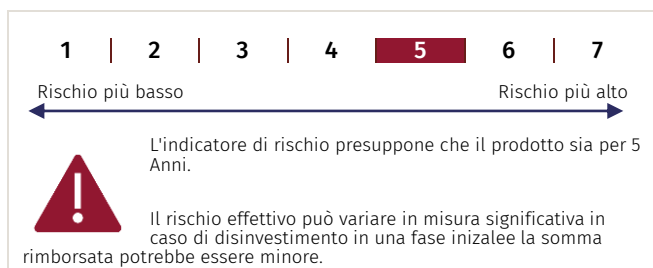 1 2 3 4 5 6 7
Rischio più basso Rischio più alto
L'indicatore di rischio presuppone che il prodotto sia per 5
Anni.
Il rischio effettivo può variare in misura significativa in
caso di disinvestimento in una fase inizalee la somma
rimborsata potrebbe essere minore.